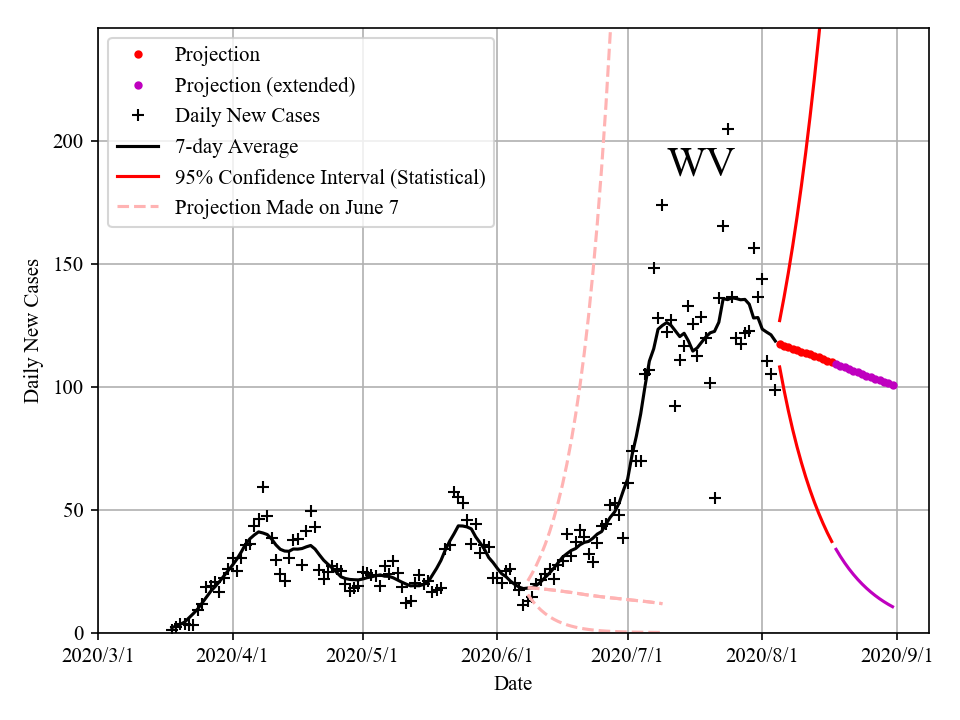 Projection
Projection (extended)
Daily New Cases
7-day Average
95% Confidence Interval (Statistical)
Projection Made on June 7
WV
Daily New Cases
200
150
100
50
0
2020/3/1
2020/4/1
2020/5/1
2020/6/1
2020/7/1
2020/8/1
2020/9/1
Date